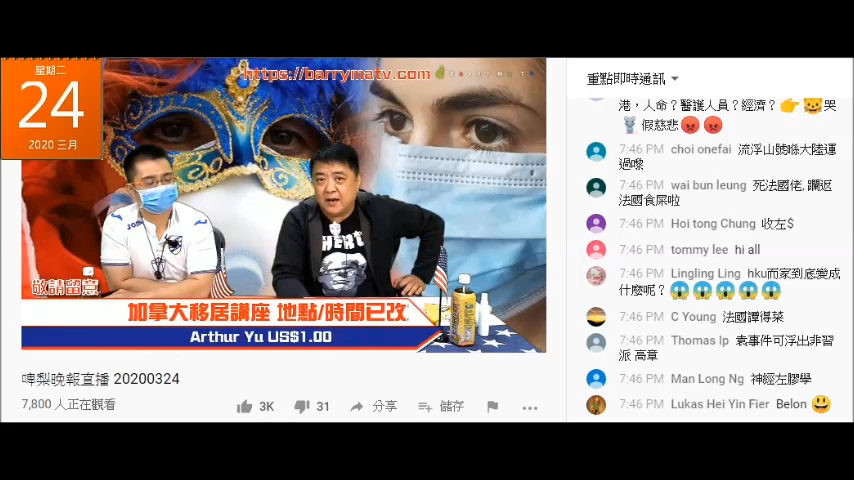 星期二
24
2020 三月
https://barrymatv.com
敬請留意
加拿大移居講座 地點/時間已改
Arthur Yu US$1.00
啤梨晚報直播 20200324
7,800 人正在觀看
3K
31
分享
儲存
重點即時通訊
港，人命？醫護人員？經濟？👉😺哭
🐭假慈悲😡😡
7:46 PM choi onefai 流浮山號喺大陸運
過嚟
7:46 PM wai bun leung 死法國佬, 躝返
法國食屎啦
7:46 PM Hoi tong Chung 收左$
7:46 PM tommy lee hi all
7:46 PM Lingling Ling hku而家到底變成
什麼呢？😱😱😱😱😱
7:46 PM C Young 法國譚得菜
7:46 PM Thomas Ip 袁事件可浮出非習
派 高章
7:46 PM Man Long Ng 神經左膠學
7:46 PM Lukas Hei Yin Fier Belon 😃